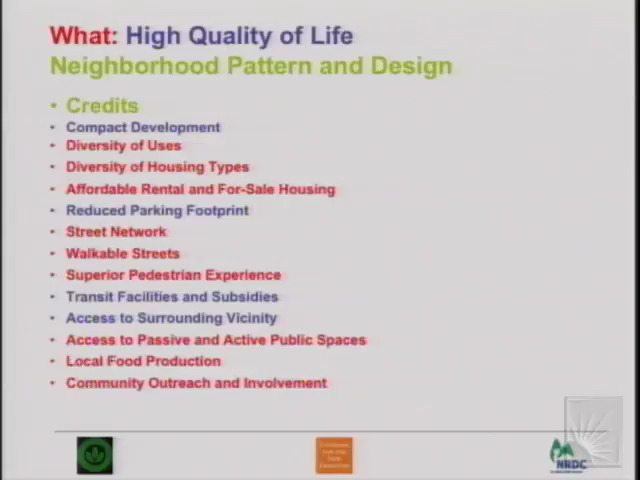 What: High Quality of Life
Neighborhood Pattern and Design
• Credits
• Compact Development
• Diversity of Uses
• Diversity of Housing Types
• Affordable Rental and For-Sale Housing
• Reduced Parking Footprint
• Street Network
• Walkable Streets
• Superior Pedestrian Experience
• Transit Facilities and Subsidies
• Access to Surrounding Vicinity
• Access to Passive and Active Public Spaces
• Local Food Production
• Community Outreach and Involvement
NRDC